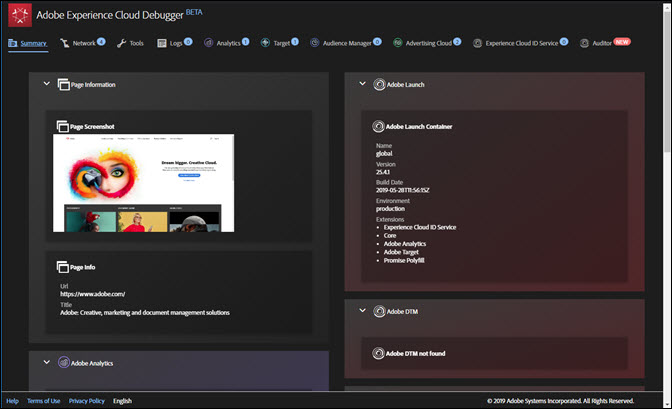 Adobe Experience Cloud Debugger BETA
Summary Network 4 Tools Logs 0 Analytics 1 Target 1 Audience Manager 0 Advertising Cloud 2 Experience Cloud ID Service 0 Auditor NEW
Page Information
Page Screenshot
Dream bigger. Creative Cloud.
Page Info
Url
https://www.adobe.com/
Title
Adobe: Creative, marketing and document management solutions
Adobe Analytics
Adobe Launch
Adobe Launch Container
Name
global
Version
25.4.1
Build Date
2019-05-28T11:56:15Z
Environment
production
Extensions
• Experience Cloud ID Service
• Core
• Adobe Analytics
• Adobe Target
• Promise Polyfill
Adobe DTM
Adobe DTM not found
Help Terms of Use Privacy Policy English © 2019 Adobe Systems Incorporated. All Rights Reserved.